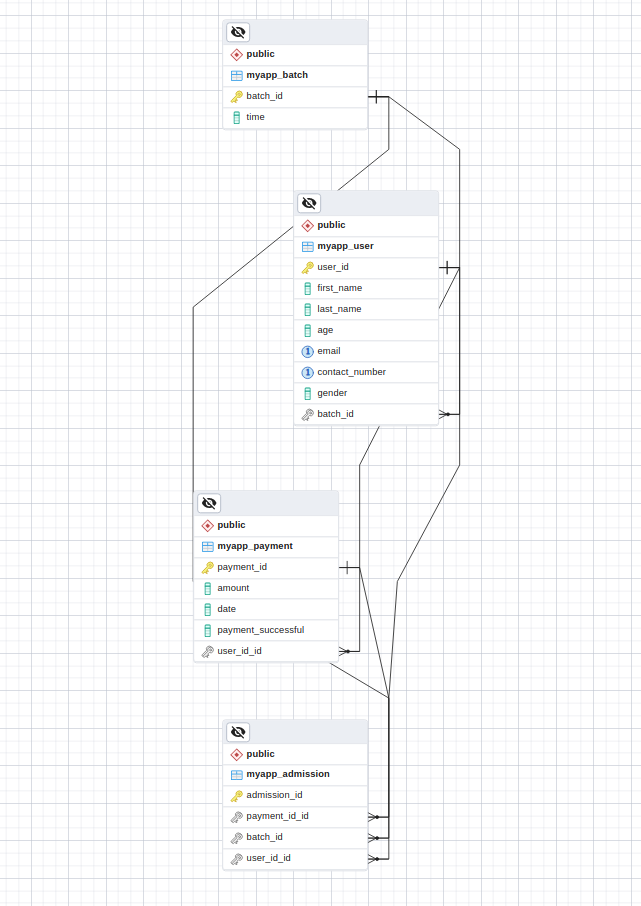 public
myapp_batch
batch_id
time
public
myapp_user
user_id
first_name
last_name
age
email
contact_number
gender
batch_id
public
myapp_payment
payment_id
amount
date
payment_successful
user_id_id
public
myapp_admission
admission_id
payment_id_id
batch_id
user_id_id